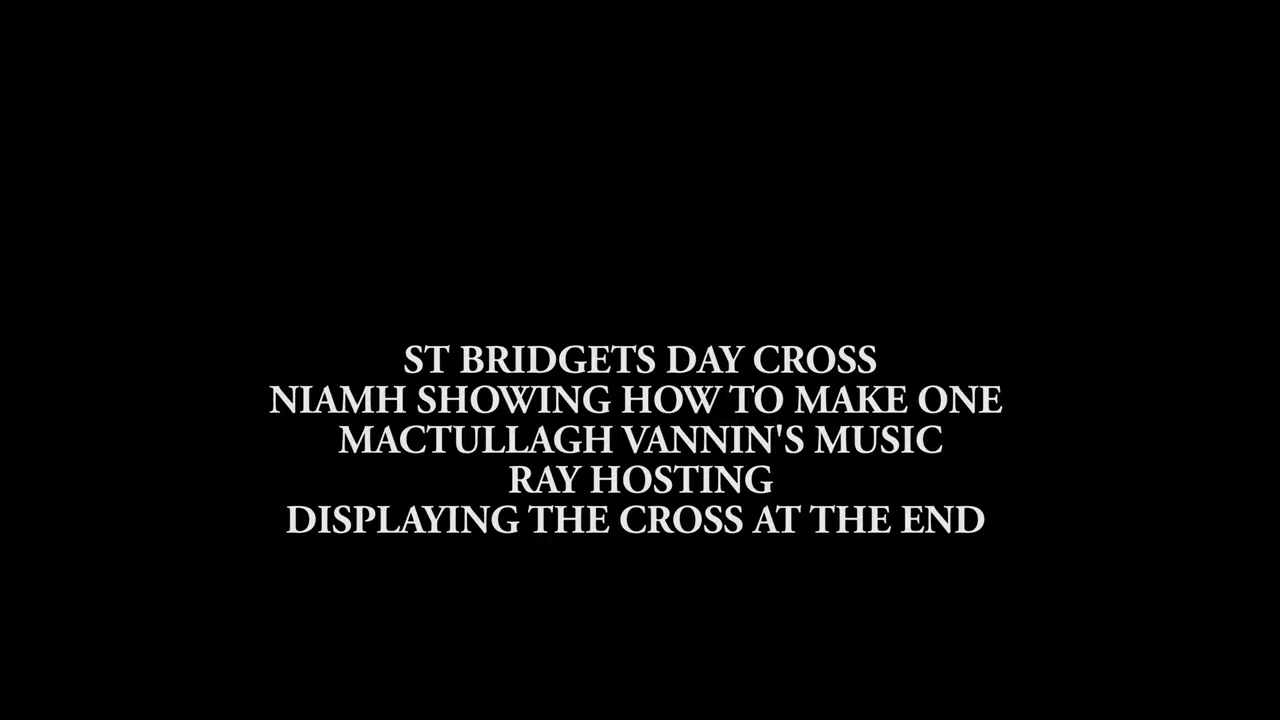 ST BRIDGETS DAY CROSS
NIAMH SHOWING HOW TO MAKE ONE
MACTULLAGH VANNIN'S MUSIC
RAY HOSTING
DISPLAYING THE CROSS AT THE END